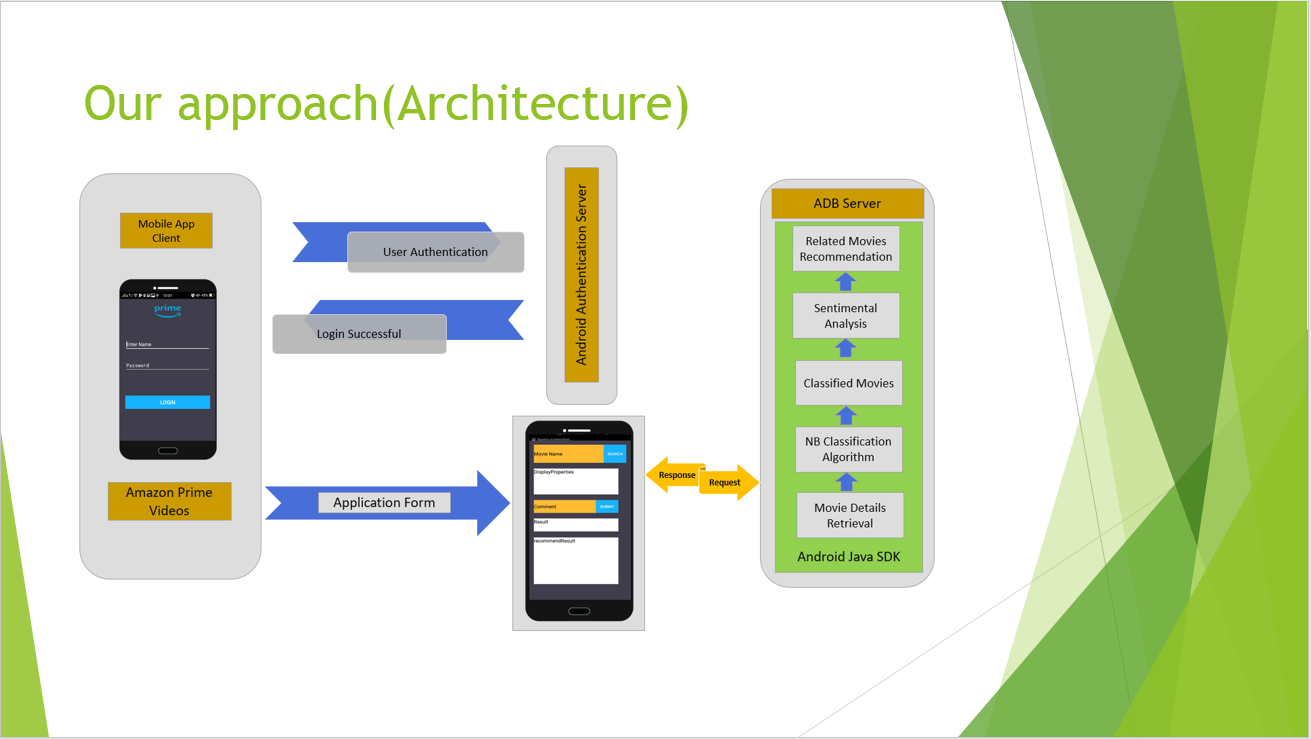 Our approach(Architecture)
Mobile App
Client
prime
Enter Name
Password
LOGIN
Amazon Prime
Videos
User Authentication
Login Successful
Application Form
Android Authentication Server
Movie Name
SEARCH
DisplayProperties
Comment
SUBMIT
Result
recommendResult
Response
Request
ADB Server
Related Movies
Recommendation
Sentimental
Analysis
Classified Movies
NB Classification
Algorithm
Movie Details
Retrieval
Android Java SDK